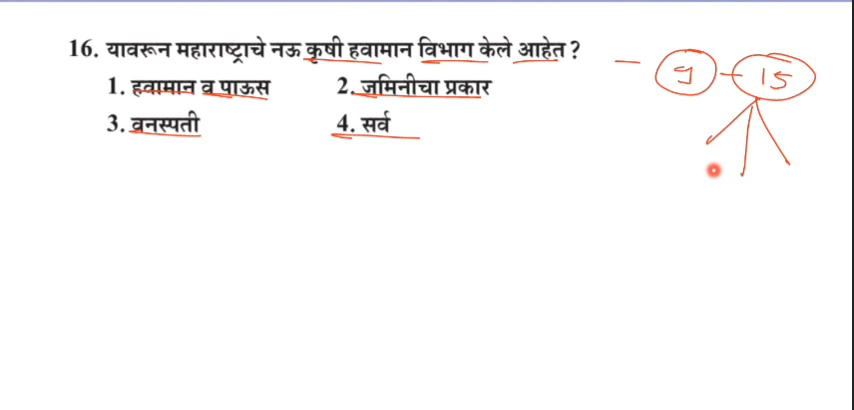 16. यावरून महाराष्ट्राचे नऊ कृषी हवामान विभाग केले आहेत ?
1. हवामान व पाऊस 2. जमिनीचा प्रकार
3. वनस्पती 4. सर्व
9 - 15